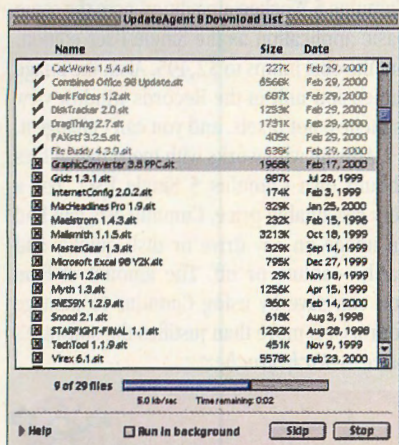 UpdateAgent 8 Download List
Name Size Date
CalcWorks 1.5.4.sit 227K Feb 29, 2000
Combined Office 98 Update.sit 6566K Feb 29, 2000
Dark Forces 1.2.sit 687K Feb 29, 2000
DiskTracker 2.0.sit 1253K Feb 29, 2000
DragThing 2.7.sit 1731K Feb 29, 2000
FAXstf 3.2.5.sit 405K Feb 29, 2000
File Buddy 4.3.9.sit 636K Feb 29, 2000
GraphicConverter 3.8 PPC.sit 1968K Feb 17, 2000
Gridz 1.3.1.sit 987K Jul 28, 1999
InternetConfig 2.0.2.sit 174K Feb 3, 1999
MacHeadlines Pro 1.9.sit 329K Jan 25, 2000
Maelstrom 1.4.3.sit 232K Feb 15, 1996
Mailsmith 1.1.5.sit 3213K Oct 18, 1999
MasterGear 1.3.sit 329K Sep 14, 1999
Microsoft Excel 98 Y2K.sit 795K Dec 27, 1999
Mimic 1.2.sit 29K Nov 18, 1999
Myth 1.3.sit 1256K Apr 15, 1999
SNES9X 1.2.9.sit 360K Feb 14, 2000
Snood 2.1.sit 618K Aug 3, 1998
STARFIGHT-FINAL 1.1.sit 1292K Aug 28, 1998
TechTool 1.1.9.sit 451K Nov 9, 1999
Virex 6.1.sit 5578K Feb 23, 2000
9 of 29 files
5.0 kb/sec Time remaining: 0:02
Help Run in background Skip Stop